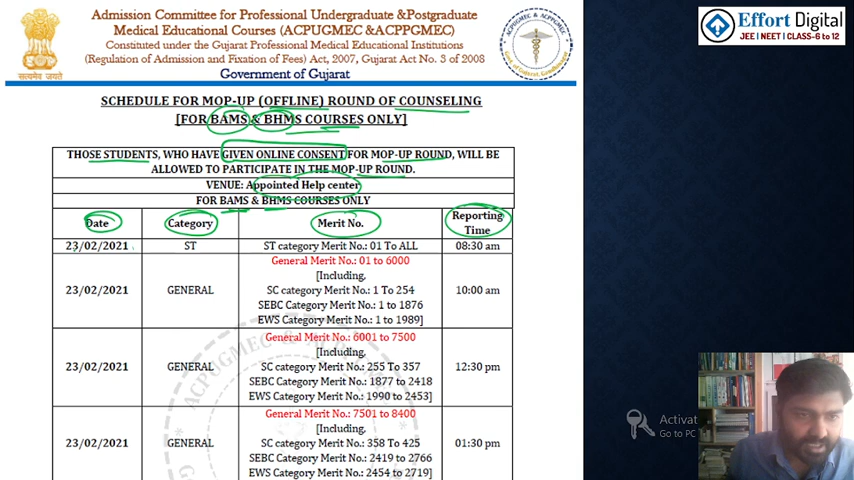 Admission Committee for Professional Undergraduate &Postgraduate
Medical Educational Courses (ACPUGMEC &ACPPGMEC)
Constituted under the Gujarat Professional Medical Educational Institutions
(Regulation of Admission and Fixation of Fees) Act, 2007, Gujarat Act No. 3 of 2008
Government of Gujarat
Effort Digital
JEE I NEET I CLASS-6 to 12
SCHEDULE FOR MOP-UP (OFFLINE) ROUND OF COUNSELING
[FOR BAMS & BHMS COURSES ONLY]
THOSE STUDENTS, WHO HAVE GIVEN ONLINE CONSENT FOR MOP-UP ROUND, WILL BE
ALLOWED TO PARTICIPATE IN THE MOP-UP ROUND.
VENUE: Appointed Help center
FOR BAMS & BHMS COURSES ONLY
Date Category Merit No. Reporting Time
23/02/2021 ST ST category Merit No.: 01 To ALL 08:30 am
General Merit No.: 01 to 6000
[Including,
23/02/2021 GENERAL SC category Merit No.: 1 To 254 10:00 am
SEBC Category Merit No.: 1 to 1876
EWS Category Merit No.: 1 to 1989]
General Merit No.: 6001 to 7500
[Including,
23/02/2021 GENERAL SC category Merit No.: 255 To 357 12:30 pm
SEBC Category Merit No.: 1877 to 2418
EWS Category Merit No.: 1990 to 2453]
General Merit No.: 7501 to 8400
[Including,
23/02/2021 GENERAL SC category Merit No.: 358 To 425 01:30 pm
SEBC Category Merit No.: 2419 to 2766
EWS Category Merit No.: 2454 to 2719]
ACPUGMEC & ACPPGMEC
Activat
Go to PC